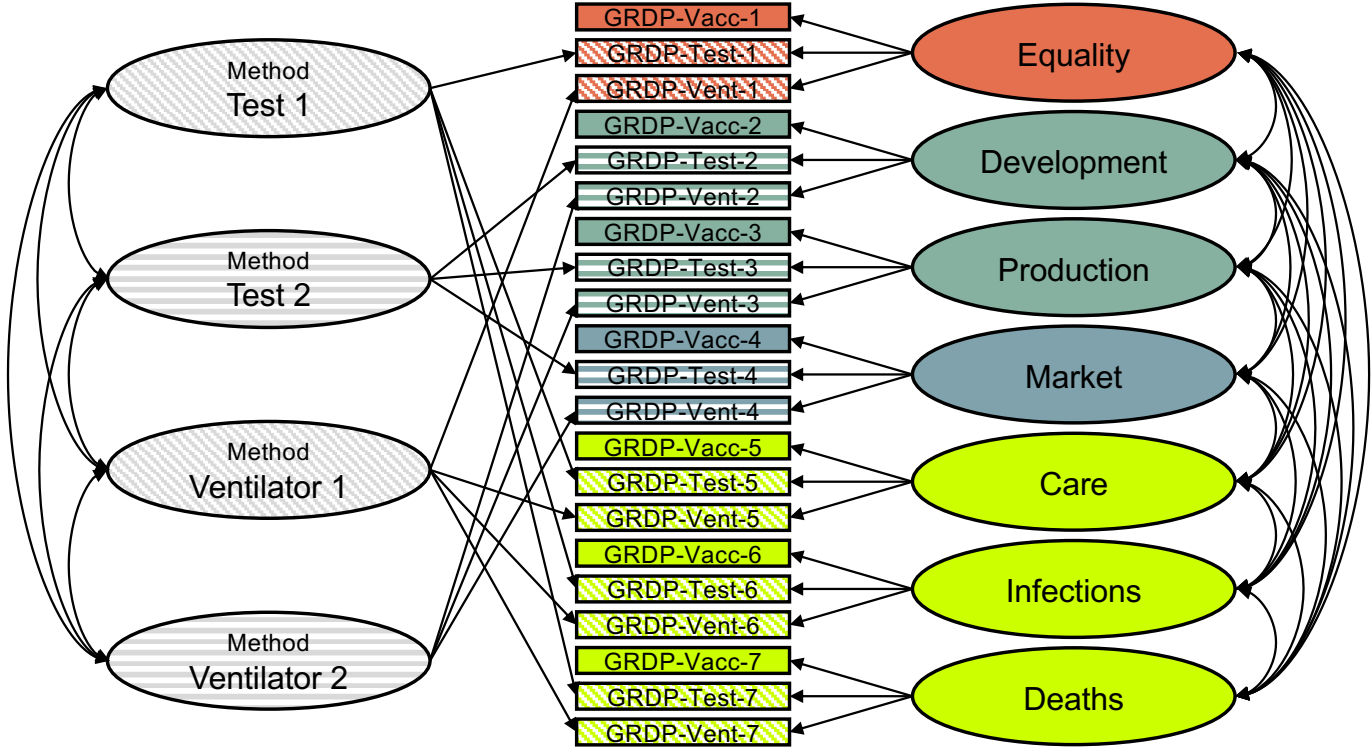 Method
Test 1
Method
Test 2
Method
Ventilator 1
Method
Ventilator 2
GRDP-Vacc-1
GRDP-Test-1
GRDP-Vent-1
GRDP-Vacc-2
GRDP-Test-2
GRDP-Vent-2
GRDP-Vacc-3
GRDP-Test-3
GRDP-Vent-3
GRDP-Vacc-4
GRDP-Test-4
GRDP-Vent-4
GRDP-Vacc-5
GRDP-Test-5
GRDP-Vent-5
GRDP-Vacc-6
GRDP-Test-6
GRDP-Vent-6
GRDP-Vacc-7
GRDP-Test-7
GRDP-Vent-7
Equality
Development
Production
Market
Care
Infections
Deaths